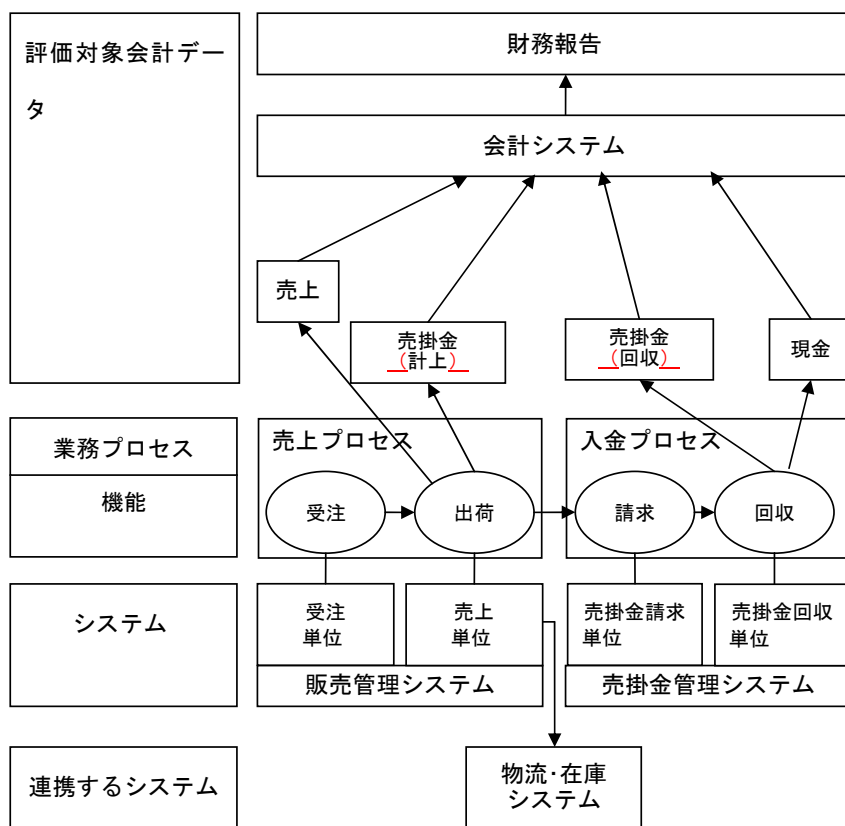 評価対象会計デー
タ
財務報告
会計システム
売上
売掛金
（計上）
売掛金
（回収）
現金
業務プロセス
機能
売上プロセス
入金プロセス
受注
出荷
請求
回収
システム
受注
単位
売上
単位
売掛金請求
単位
売掛金回収
単位
販売管理システム
売掛金管理システム
連携するシステム
物流・在庫
システム